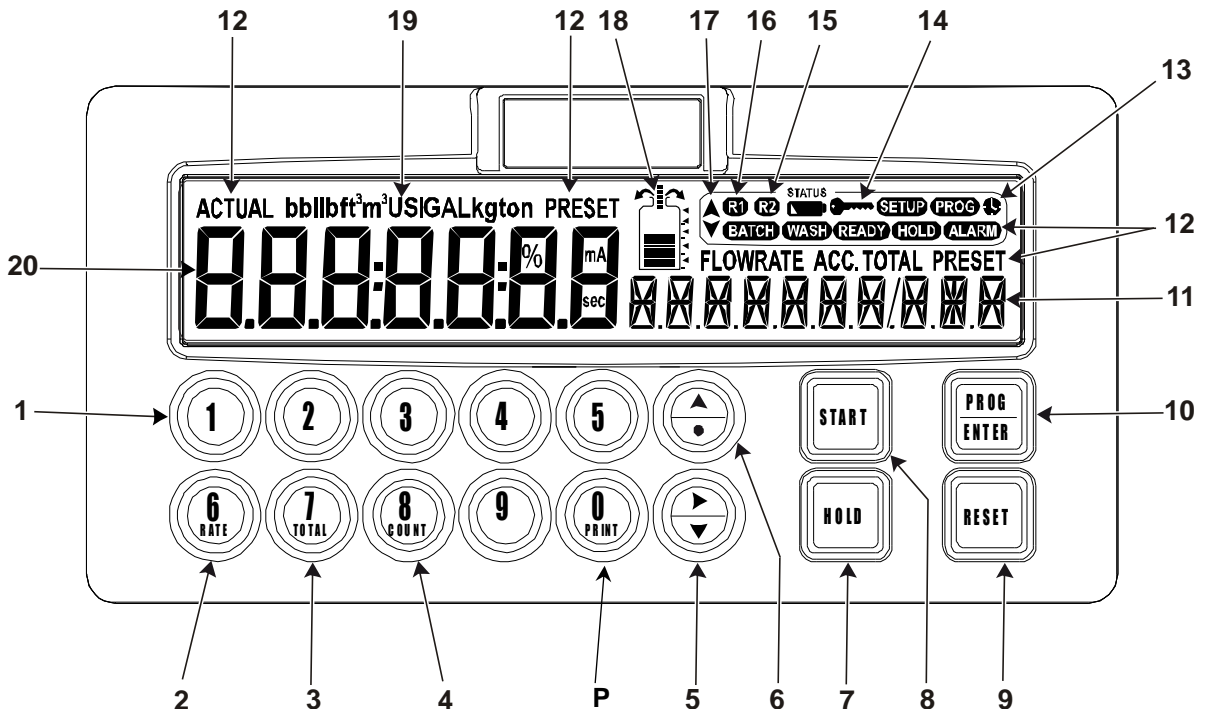 12 19 12 18 17 16 15 14
13
STATUS
R1 R2 SETUP PROG
ACTUAL bbllbft³m³USIGALkgton PRESET
BATCH WASH READY HOLD ALARM
12
20
% mA
FLOWRATE ACC. TOTAL PRESET
sec
8.8.8:8.8:8.8
/
11
1
1 2 3 4 5
START
PROG
ENTER
10
6 7 8 9 0
RATE TOTAL COUNT PRINT
HOLD
RESET
2 3 4 P 5 6 7 8 9